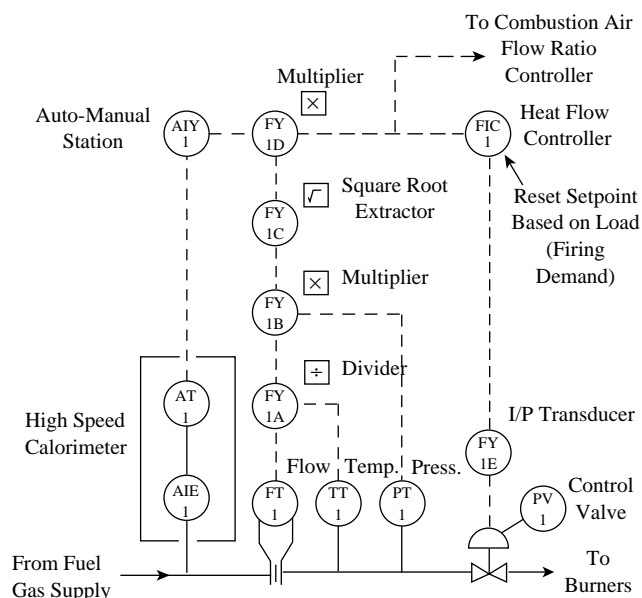 To Combustion Air
Flow Ratio
Controller
Multiplier
×
Auto-Manual
Station
AIY
1
FY
1D
FIC
1
Heat Flow
Controller
Square Root
Extractor
√
FY
1C
Reset Setpoint
Based on Load
(Firing
Demand)
Multiplier
×
FY
1B
Divider
÷
FY
1A
AT
1
High Speed
Calorimeter
I/P Transducer
FY
1E
Flow
Temp.
Press.
AIE
1
FT
1
TT
1
PT
1
PV
1
Control
Valve
From Fuel
Gas Supply
To
Burners